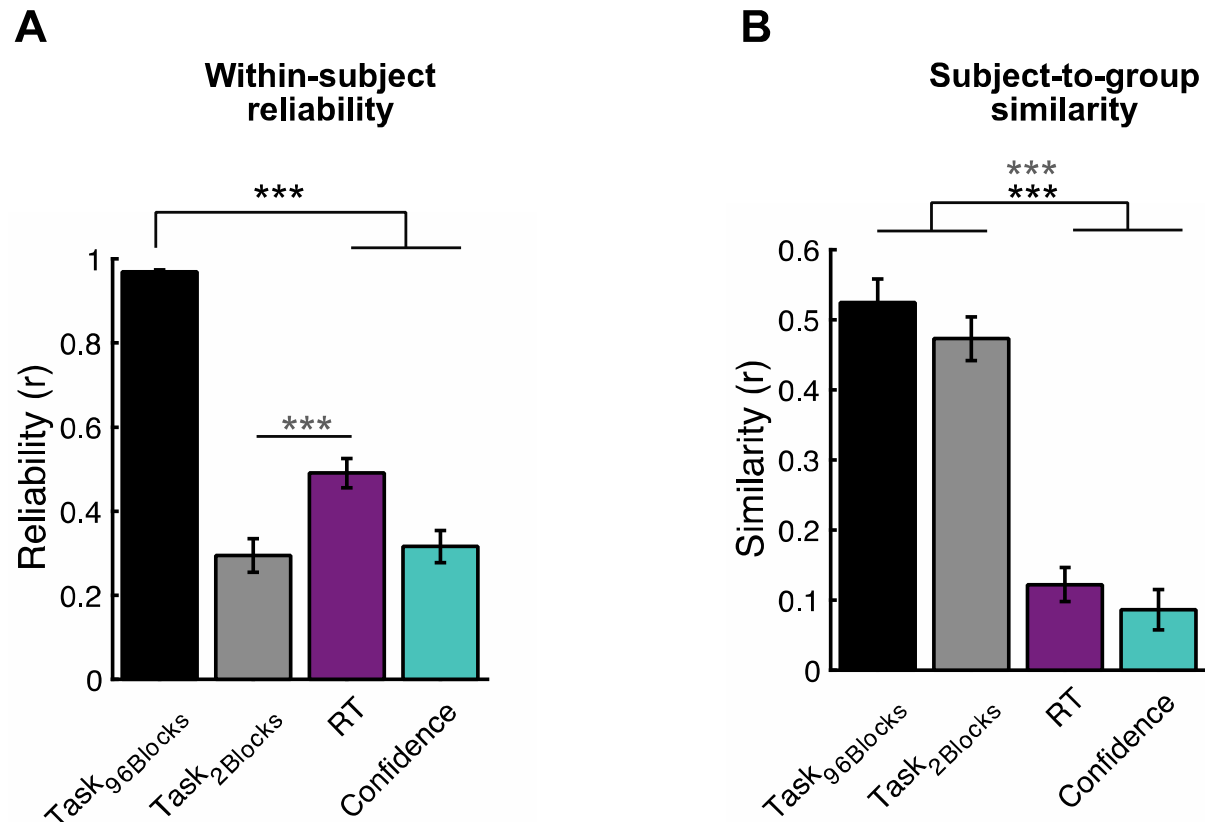 A
Within-subject
reliability
***
1
0.8
0.6
0.4
0.2
0
Reliability (r)
***
Task96Blocks
Task2Blocks
RT
Confidence
B
Subject-to-group
similarity
***
***
0.6
0.5
0.4
0.3
0.2
0.1
0
Similarity (r)
Task96Blocks
Task2Blocks
RT
Confidence